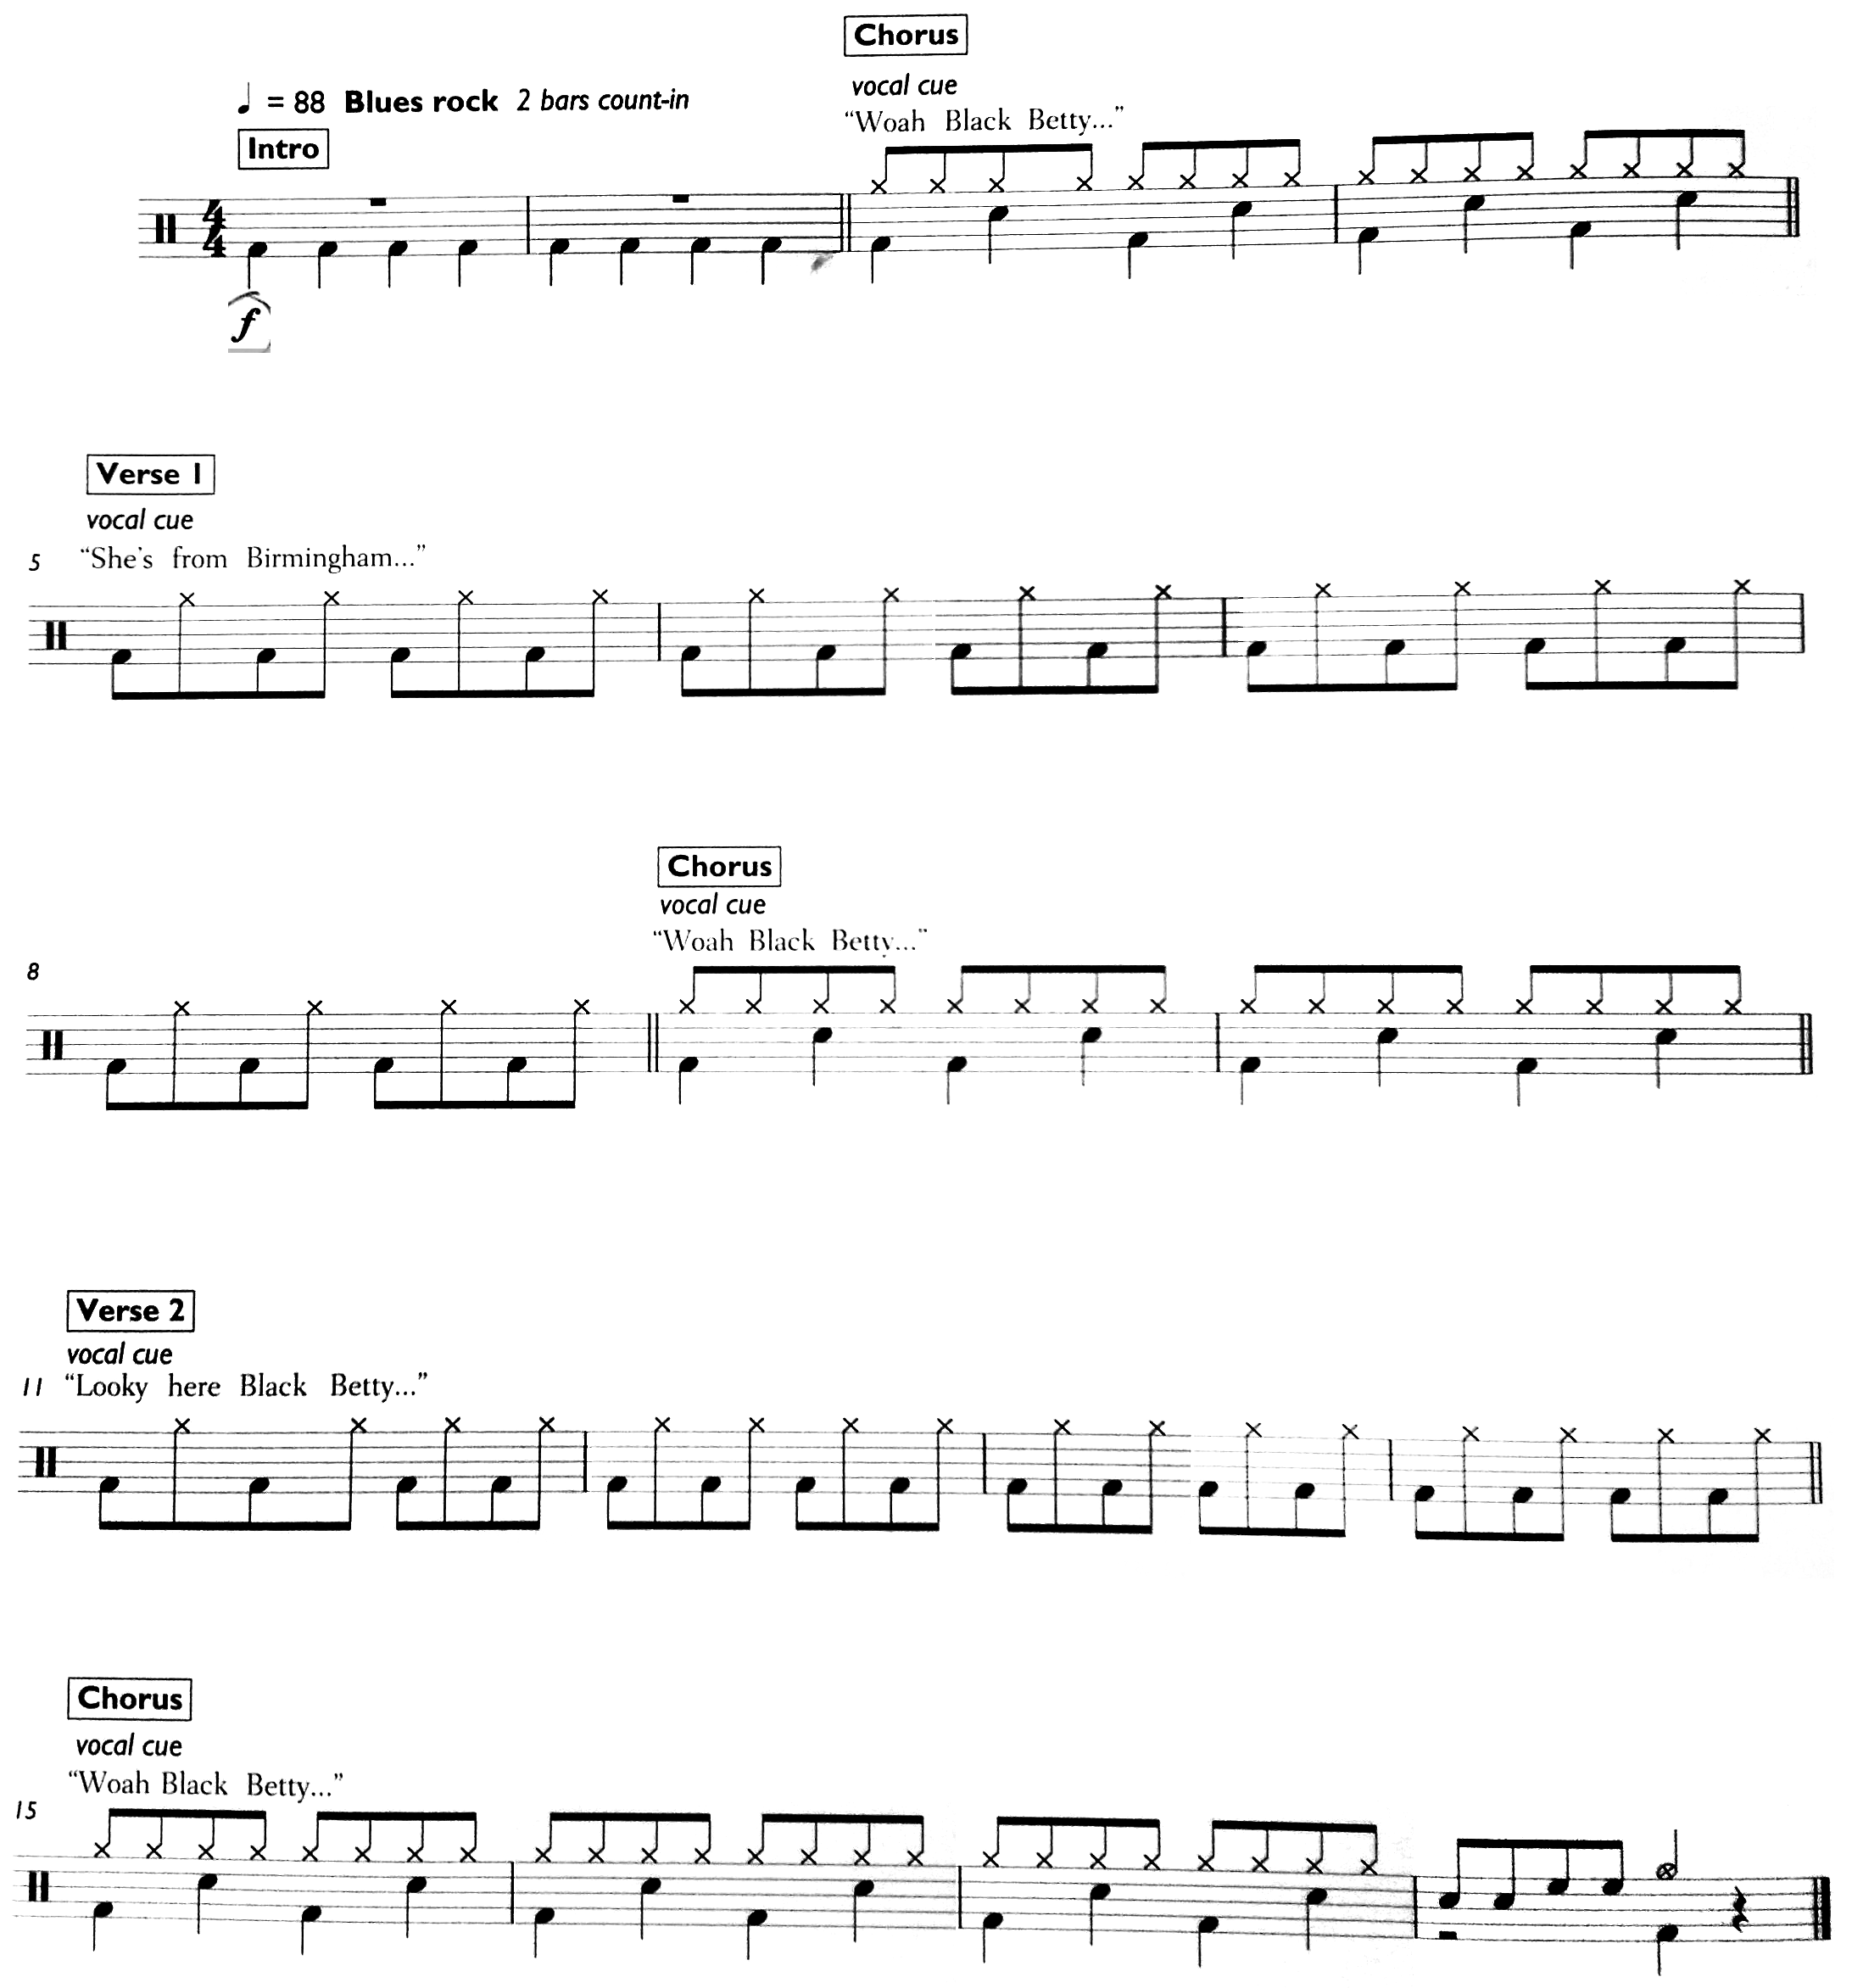 Chorus
vocal cue
♩ = 88 Blues rock 2 bars count-in
“Woah Black Betty...”
Intro
4
4
f
Verse 1
vocal cue
5 “She’s from Birmingham...”
Chorus
vocal cue
“Woah Black Betty...”
8
Verse 2
vocal cue
11 “Looky here Black Betty...”
Chorus
vocal cue
“Woah Black Betty...”
15